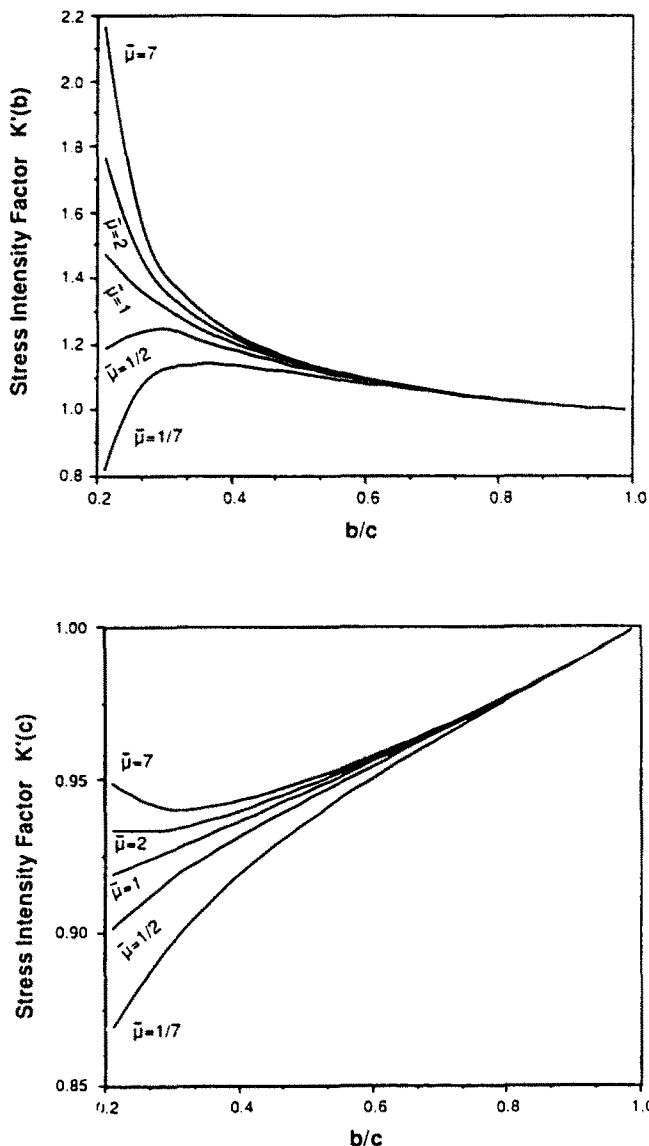 2.2
μ̄=7
2.0
1.8
1.6
μ̄=2
1.4
μ̄=1
1.2
μ̄=1/2
1.0
μ̄=1/7
0.8
0.2 0.4 0.6 0.8 1.0
b/c
Stress Intensity Factor K'(b)
1.00
μ̄=7
0.95
μ̄=2
μ̄=1
0.90
μ̄=1/2
μ̄=1/7
0.85
0.2 0.4 0.6 0.8 1.0
b/c
Stress Intensity Factor K'(c)